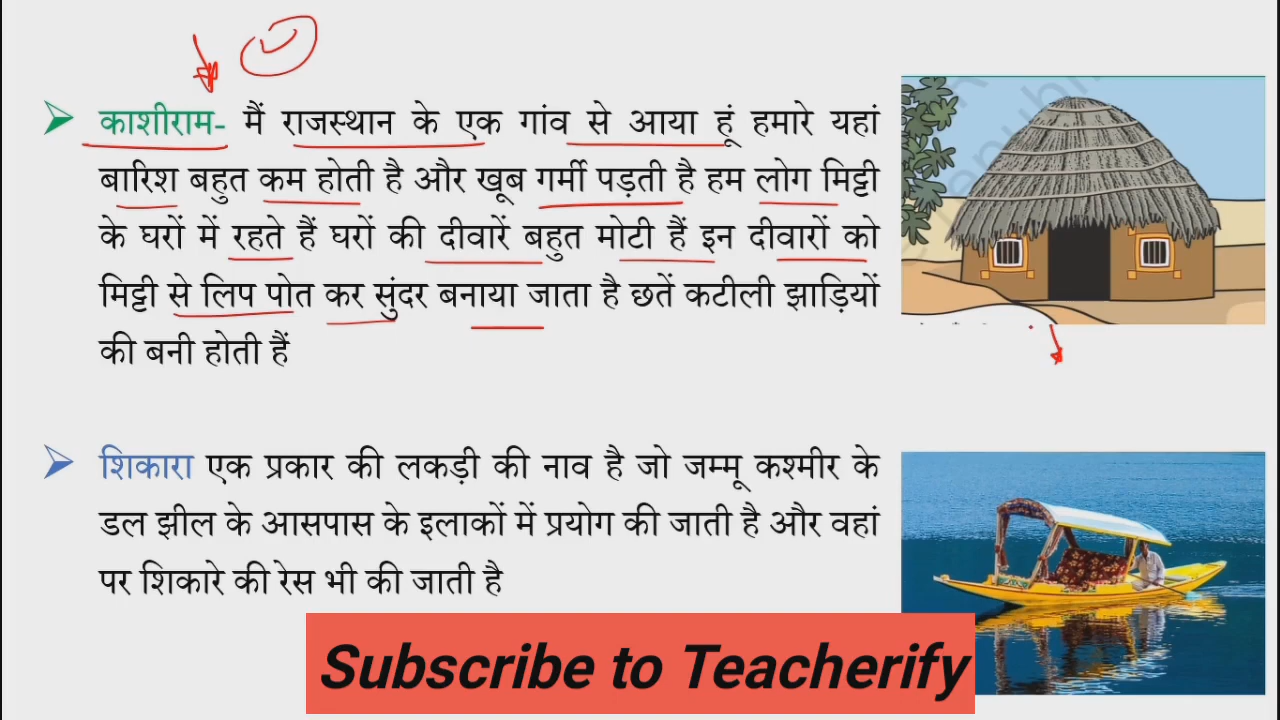 काशीराम- मैं राजस्थान के एक गांव से आया हूं हमारे यहां
बारिश बहुत कम होती है और खूब गर्मी पड़ती है हम लोग मिट्टी
के घरों में रहते हैं घरों की दीवारें बहुत मोटी हैं इन दीवारों को
मिट्टी से लिप पोत कर सुंदर बनाया जाता है छतें कटीली झाड़ियों
की बनी होती हैं
शिकारा एक प्रकार की लकड़ी की नाव है जो जम्मू कश्मीर के
डल झील के आसपास के इलाकों में प्रयोग की जाती है और वहां
पर शिकारे की रेस भी की जाती है
Subscribe to Teacherify